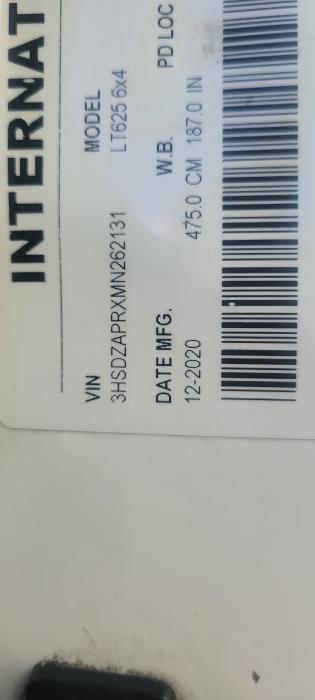 INTERNAT
VIN MODEL
3HSDZAPRXMN262131 LT625 6x4
DATE MFG. W.B. PD LOC
12-2020 475.0 CM 187.0 IN